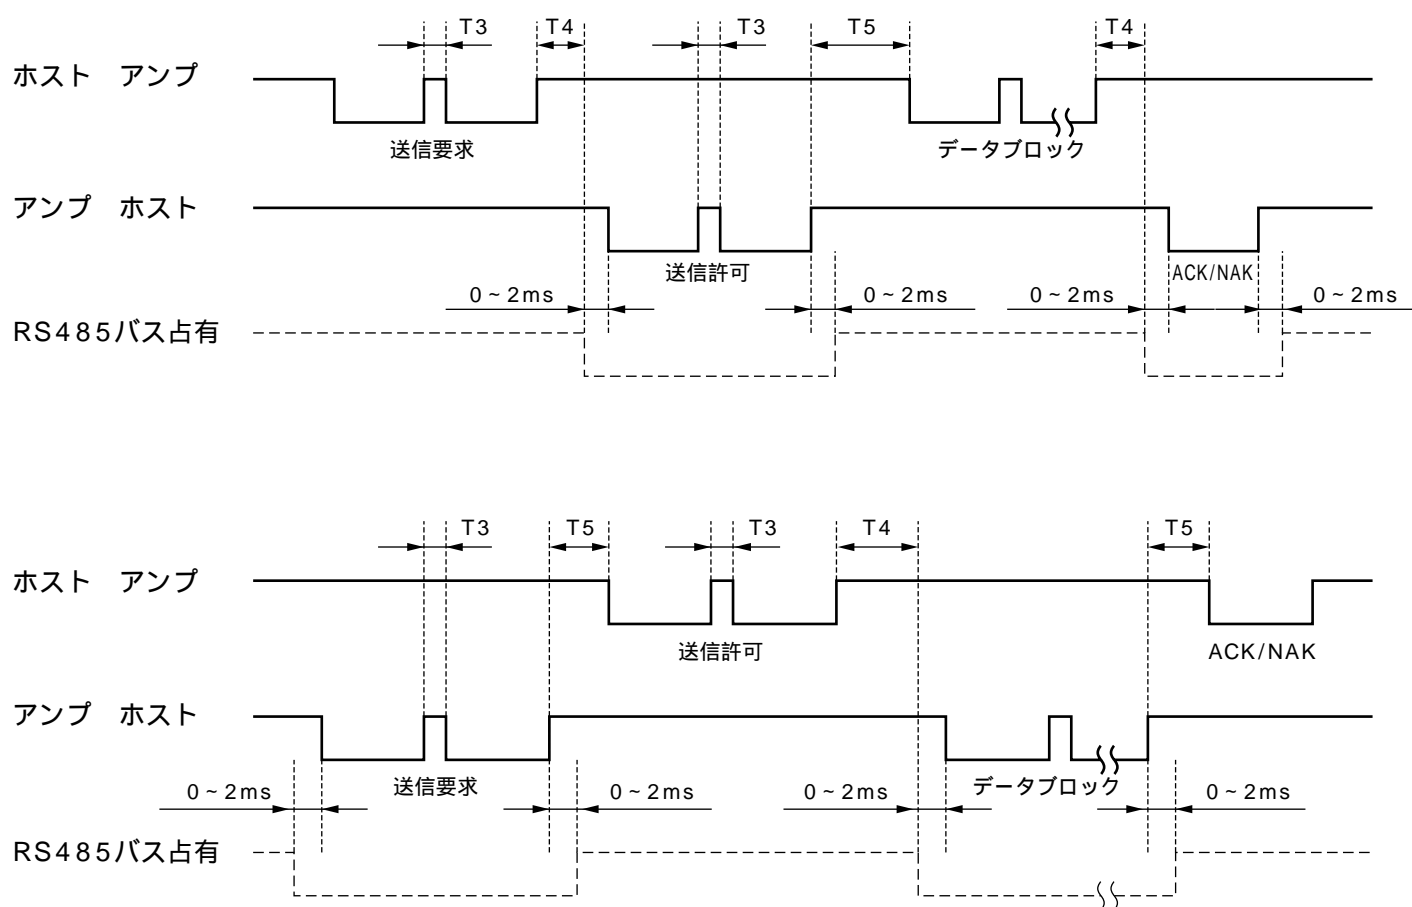 T3 T4 T3 T5 T4
ホスト アンプ
送信要求 データブロック
アンプ ホスト
送信許可 ACK/NAK
0~2ms 0~2ms 0~2ms 0~2ms
RS485バス占有
T3 T5 T3 T4 T5
ホスト アンプ
送信許可 ACK/NAK
アンプ ホスト
送信要求 データブロック
0~2ms 0~2ms 0~2ms 0~2ms
RS485バス占有